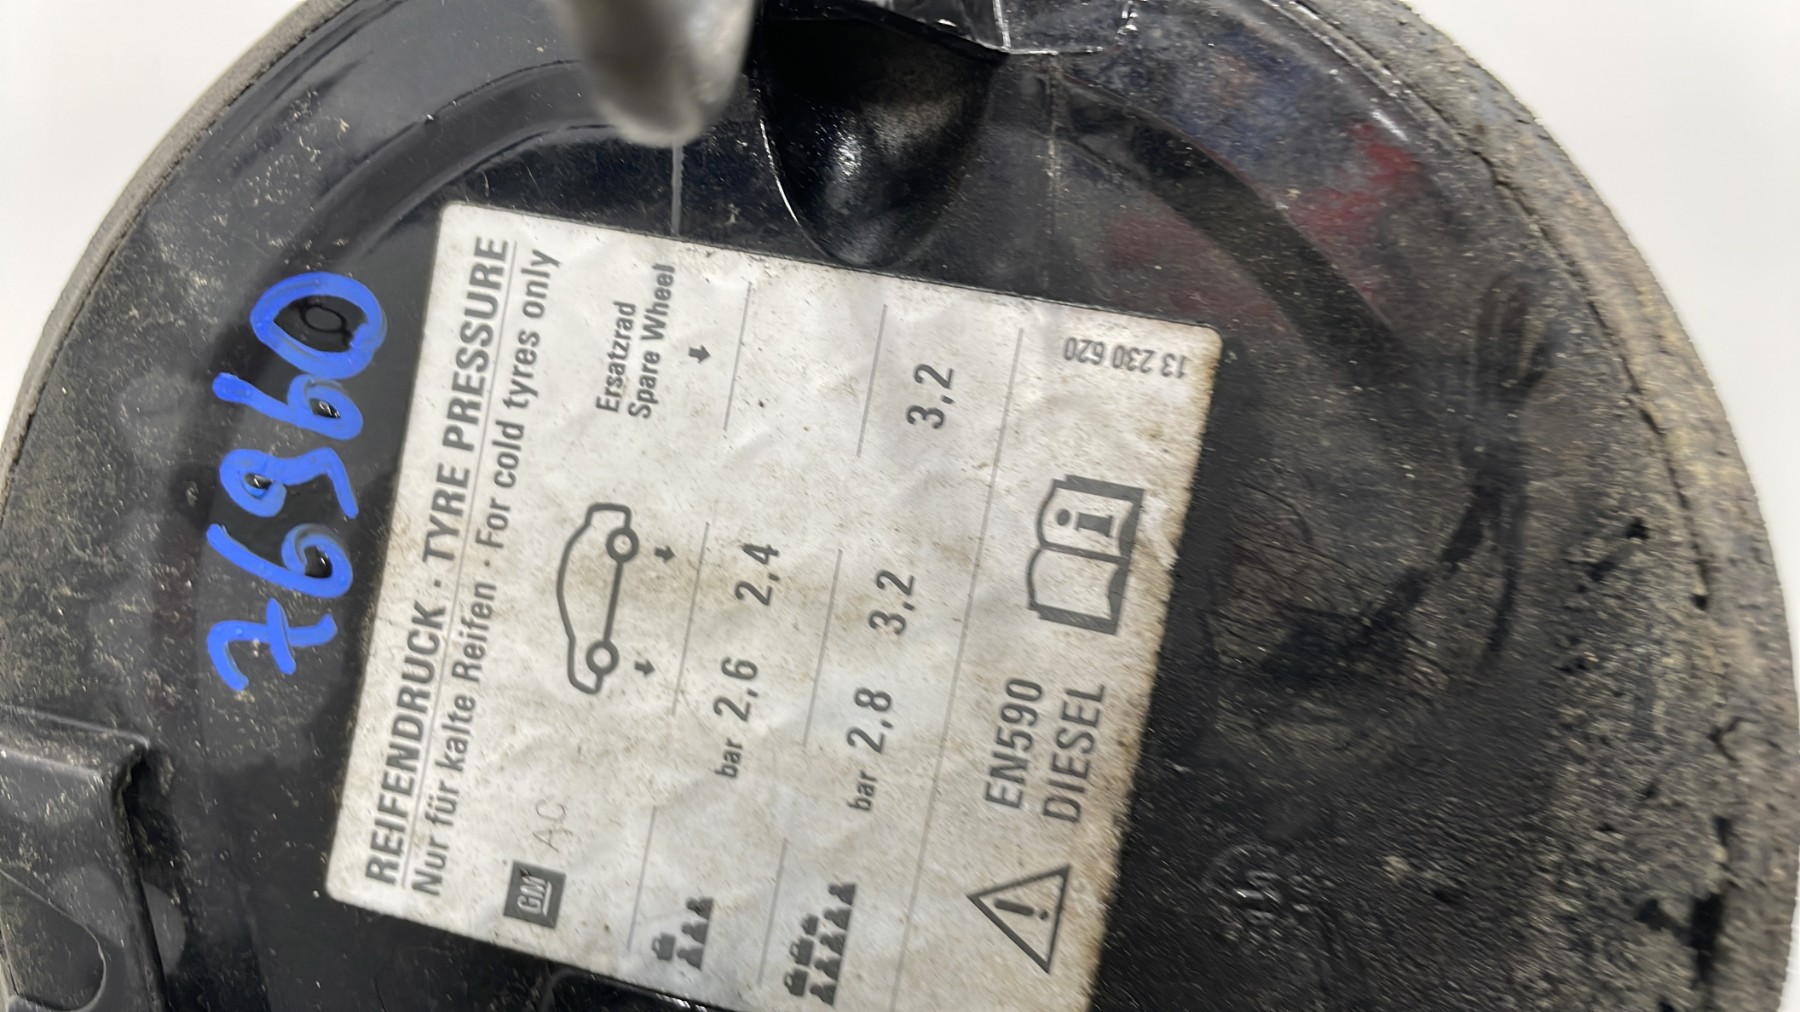 76960
REIFENDRUCK · TYRE PRESSURE
Nur für kalte Reifen · For cold tyres only
GM
AC
Ersatzrad
Spare Wheel
bar 2,6 2,4
bar 2,8 3,2 3,2
EN590
DIESEL
i
13 230 620